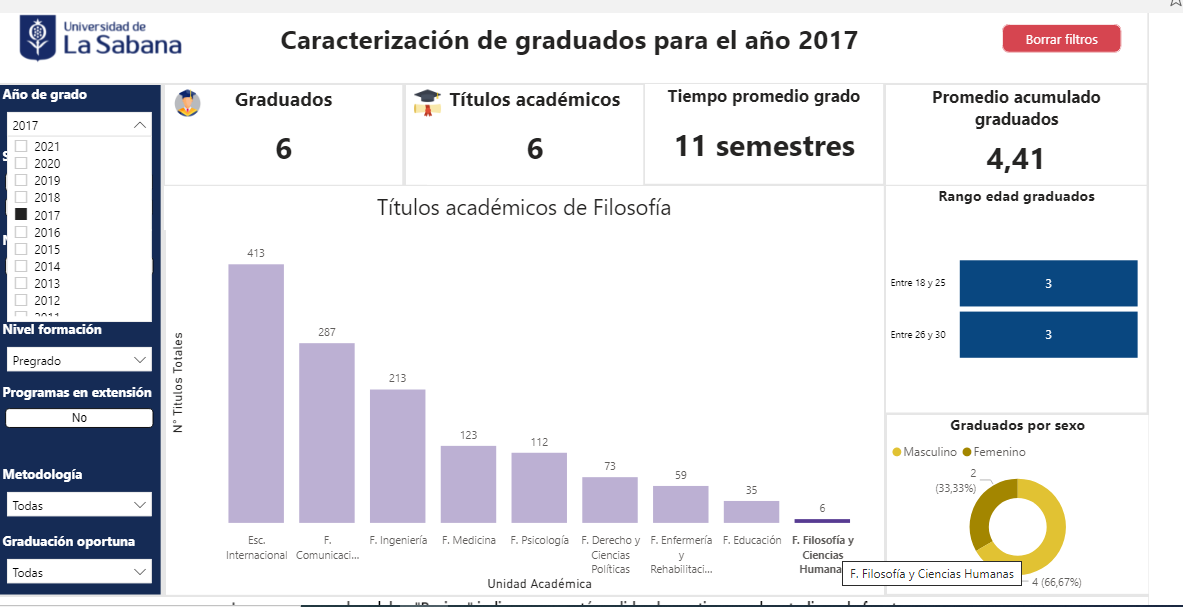 Universidad de
La Sabana
Caracterización de graduados para el año 2017
Borrar filtros
Año de grado
2017
2021
2020
2019
2018
2017
2016
2015
2014
2013
2012
2011
Nivel formación
Pregrado
Programas en extensión
No
Metodología
Todas
Graduación oportuna
Todas
Graduados
6
Títulos académicos
6
Tiempo promedio grado
11 semestres
Promedio acumulado
graduados
4,41
Títulos académicos de Filosofía
N° Titulos Totales
413
287
213
123
112
73
59
35
6
Esc.
Internacional
F.
Comunicaci...
F. Ingeniería
F. Medicina
F. Psicología
F. Derecho y
Ciencias
Políticas
F. Enfermería
y
Rehabilitaci...
F. Educación
F. Filosofía y
Ciencias
Humana
Unidad Académica
F. Filosofía y Ciencias Humanas
Rango edad graduados
Entre 18 y 25
3
Entre 26 y 30
3
Graduados por sexo
Masculino
Femenino
2
(33,33%)
4 (66,67%)